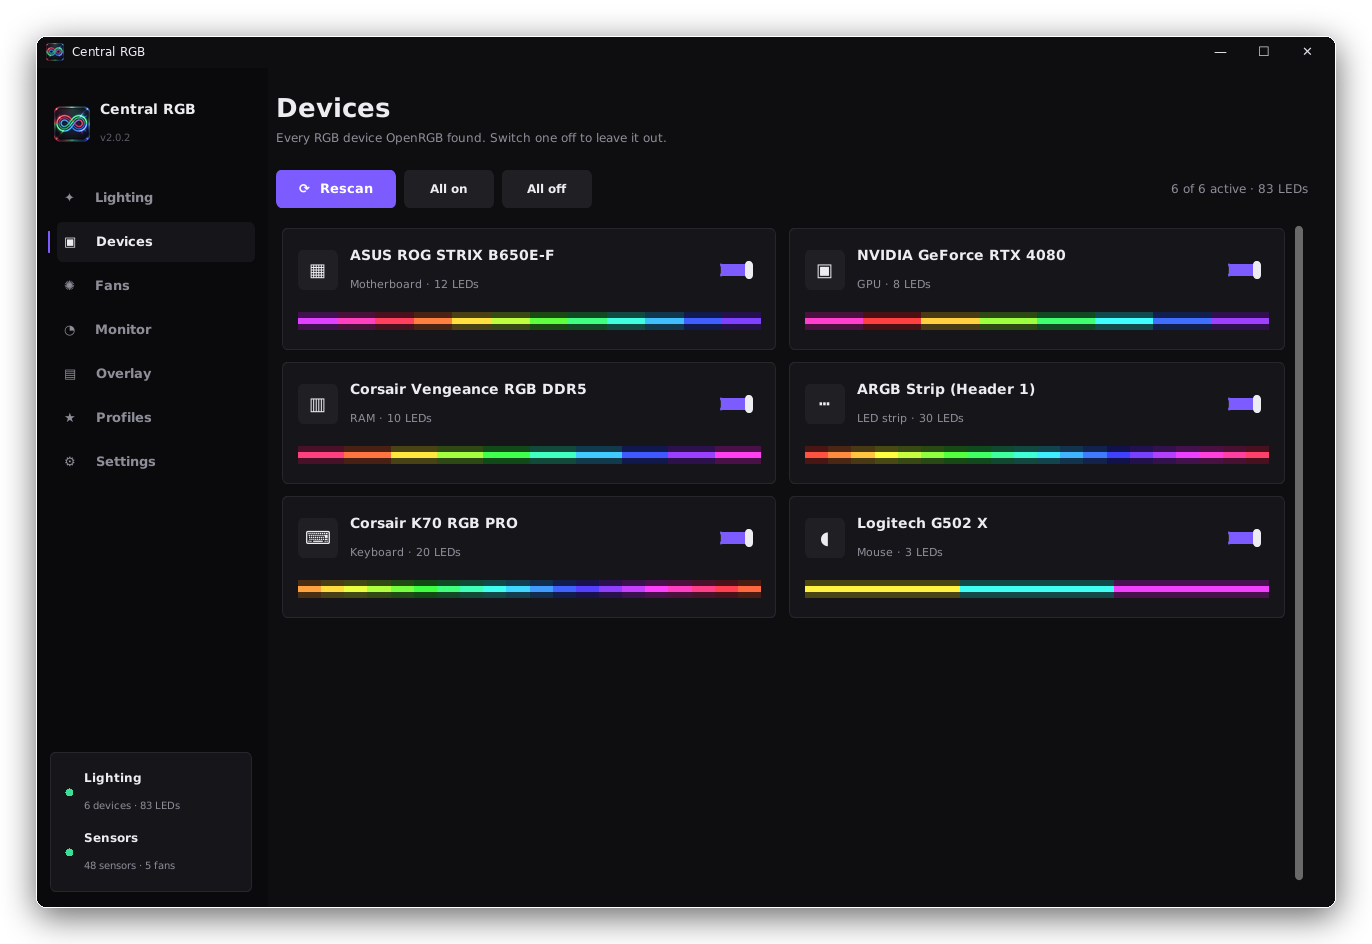 Central RGB
Central RGB
v2.0.2
Lighting
Devices
Fans
Monitor
Overlay
Profiles
Settings
Lighting
6 devices · 83 LEDs
Sensors
48 sensors · 5 fans
Devices
Every RGB device OpenRGB found. Switch one off to leave it out.
Rescan
All on
All off
6 of 6 active · 83 LEDs
ASUS ROG STRIX B650E-F
Motherboard · 12 LEDs
NVIDIA GeForce RTX 4080
GPU · 8 LEDs
Corsair Vengeance RGB DDR5
RAM · 10 LEDs
ARGB Strip (Header 1)
LED strip · 30 LEDs
Corsair K70 RGB PRO
Keyboard · 20 LEDs
Logitech G502 X
Mouse · 3 LEDs